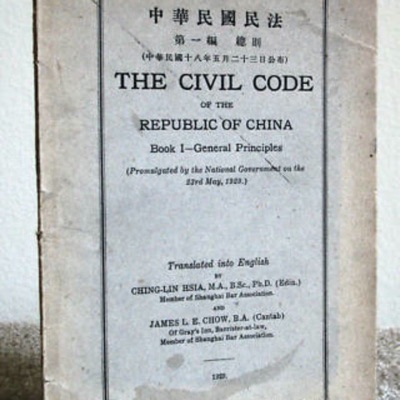 中華民國民法
第一編 總則
(中華民國十八年五月二十三日公布)
THE CIVIL CODE
OF THE
REPUBLIC OF CHINA
Book I—General Principles
(Promulgated by the National Government on the
23rd May, 1929.)
Translated into English
BY
CHING-LIN HSIA, M.A., B.Sc., Ph.D. (Edin.)
Member of Shanghai Bar Association.
AND
JAMES L. E. CHOW, B.A. (Cantab)
Of Gray's Inn, Barrister-at-law,
Member of Shanghai Bar Association.
1929.